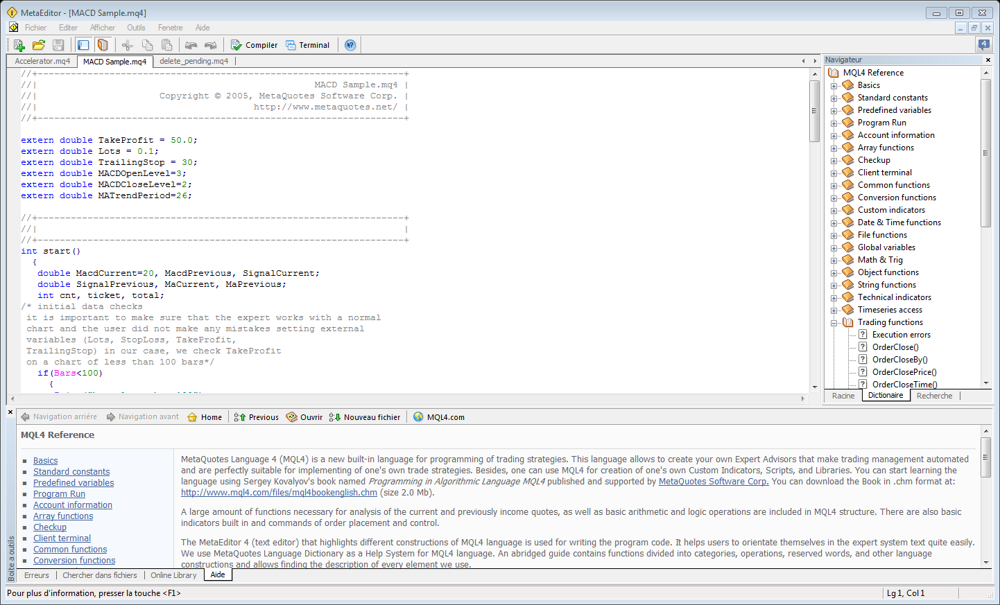 MetaEditor - [MACD Sample.mq4]
Fichier Editer Afficher Outils Fenetre Aide
Compiler Terminal 4
Accelerator.mq4 MACD Sample.mq4 delete_pending.mq4
//+------------------------------------------------------------------+
//| MACD Sample.mq4 |
//| Copyright © 2005, MetaQuotes Software Corp. |
//| http://www.metaquotes.net/ |
//+------------------------------------------------------------------+
extern double TakeProfit = 50.0;
extern double Lots = 0.1;
extern double TrailingStop = 30;
extern double MACDOpenLevel=3;
extern double MACDCloseLevel=2;
extern double MATrendPeriod=26;
//+------------------------------------------------------------------+
//| |
//+------------------------------------------------------------------+
int start()
{
double MacdCurrent=20, MacdPrevious, SignalCurrent;
double SignalPrevious, MaCurrent, MaPrevious;
int cnt, ticket, total;
/* initial data checks
it is important to make sure that the expert works with a normal
chart and the user did not make any mistakes setting external
variables (Lots, StopLoss, TakeProfit,
TrailingStop) in our case, we check TakeProfit
on a chart of less than 100 bars*/
if(Bars<100)
{
Navigateur
MQL4 Reference
Basics
Standard constants
Predefined variables
Program Run
Account information
Array functions
Checkup
Client terminal
Common functions
Conversion functions
Custom indicators
Date & Time functions
File functions
Global variables
Math & Trig
Object functions
String functions
Technical indicators
Timeseries access
Trading functions
Execution errors
OrderClose()
OrderCloseBy()
OrderClosePrice()
OrderCloseTime()
Racine Dictionaire Recherche
Navigation arriére Navigation avant Home Previous Ouvrir Nouveau fichier MQL4.com
MQL4 Reference
Basics
Standard constants
Predefined variables
Program Run
Account information
Array functions
Checkup
Client terminal
Common functions
Conversion functions
MetaQuotes Language 4 (MQL4) is a new built-in language for programming of trading strategies. This language allows to create your own Expert Advisors that make trading management automated
and are perfectly suitable for implementing of one's own trade strategies. Besides, one can use MQL4 for creation of one's own Custom Indicators, Scripts, and Libraries. You can start learning the
language using Sergey Kovalyov's book named Programming in Algorithmic Language MQL4 published and supported by MetaQuotes Software Corp. You can download the Book in .chm format at:
http://www.mql4.com/files/mql4bookenglish.chm (size 2.0 Mb).
A large amount of functions necessary for analysis of the current and previously income quotes, as well as basic arithmetic and logic operations are included in MQL4 structure. There are also basic
indicators built in and commands of order placement and control.
The MetaEditor 4 (text editor) that highlights different constructions of MQL4 language is used for writing the program code. It helps users to orientate themselves in the expert system text quite easily.
We use MetaQuotes Language Dictionary as a Help System for MQL4 language. An abridged guide contains functions divided into categories, operations, reserved words, and other language
constructions and allows finding the description of every element we use.
Boîte a outils
Erreurs Chercher dans fichiers Online Library Aide
Pour plus d'information, presser la touche <F1>
Lg 1, Col 1